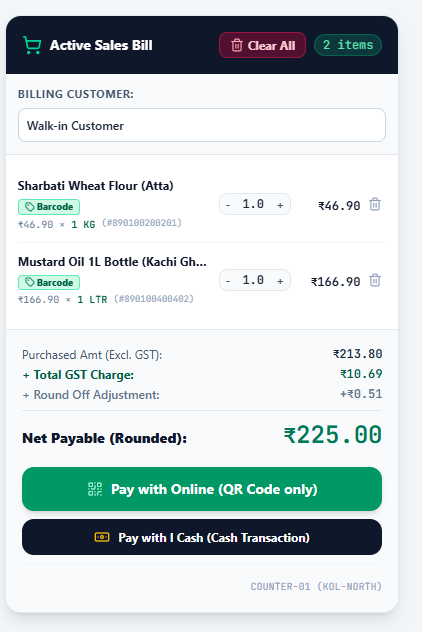 Active Sales Bill Clear All 2 items
BILLING CUSTOMER:
Walk-in Customer
Sharbati Wheat Flour (Atta)
Barcode
₹46.90 × 1 KG (#890100200201)
- 1.0 + ₹46.90
Mustard Oil 1L Bottle (Kachi Gh...
Barcode
₹166.90 × 1 LTR (#890100400402)
- 1.0 + ₹166.90
Purchased Amt (Excl. GST): ₹213.80
+ Total GST Charge: ₹10.69
+ Round Off Adjustment: +₹0.51
Net Payable (Rounded): ₹225.00
Pay with Online (QR Code only)
Pay with I Cash (Cash Transaction)
COUNTER-01 (KOL-NORTH)